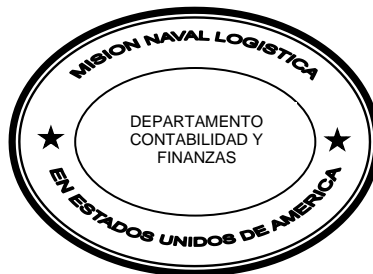 MISION NAVAL LOGISTICA
DEPARTAMENTO
CONTABILIDAD Y
FINANZAS
EN ESTADOS UNIDOS DE AMERICA